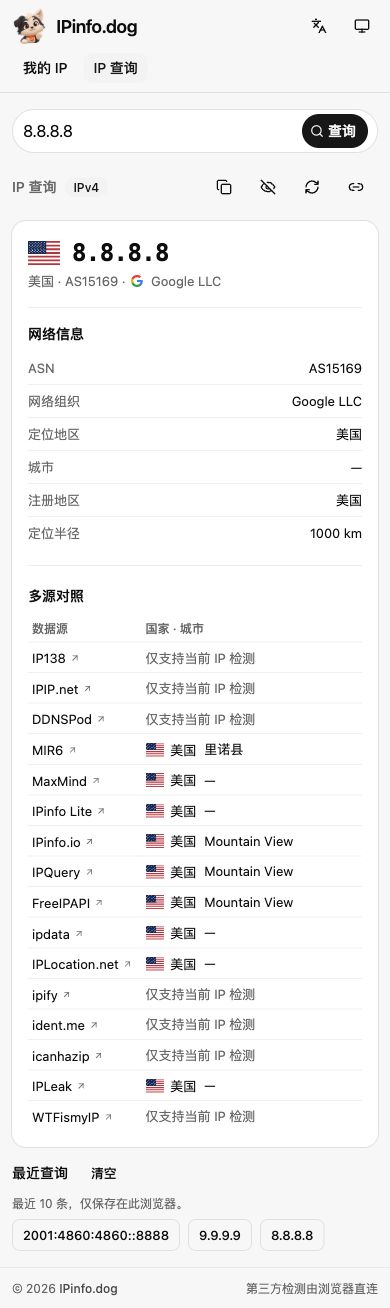 IPinfo.dog
我的 IP IP 查询
8.8.8.8 查询
IP 查询 IPv4
8.8.8.8
美国 · AS15169 · Google LLC
网络信息
ASN AS15169
网络组织 Google LLC
定位地区 美国
城市 —
注册地区 美国
定位半径 1000 km
多源对照
数据源 国家 · 城市
IP138 ↗ 仅支持当前 IP 检测
IPIP.net ↗ 仅支持当前 IP 检测
DDNSPod ↗ 仅支持当前 IP 检测
MIR6 ↗ 美国 里诺县
MaxMind ↗ 美国 —
IPinfo Lite ↗ 美国 —
IPinfo.io ↗ 美国 Mountain View
IPQuery ↗ 美国 Mountain View
FreeIPAPI ↗ 美国 Mountain View
ipdata ↗ 美国 —
IPLocation.net ↗ 美国 —
ipify ↗ 仅支持当前 IP 检测
ident.me ↗ 仅支持当前 IP 检测
icanhazip ↗ 仅支持当前 IP 检测
IPLeak ↗ 美国 —
WTFismyIP ↗ 仅支持当前 IP 检测
最近查询 清空
最近 10 条，仅保存在此浏览器。
2001:4860:4860::8888 9.9.9.9 8.8.8.8
© 2026 IPinfo.dog 第三方检测由浏览器直连